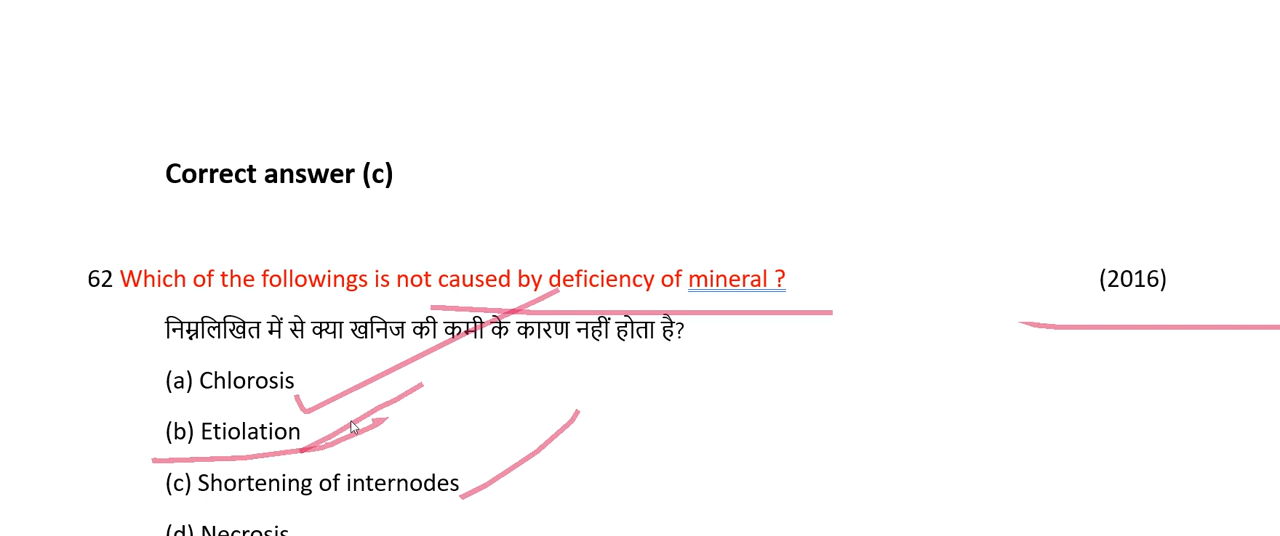 Correct answer (c)
62 Which of the followings is not caused by deficiency of mineral ? (2016)
निम्नलिखित में से क्या खनिज की कमी के कारण नहीं होता है?
(a) Chlorosis
(b) Etiolation
(c) Shortening of internodes
(d) Necrosis